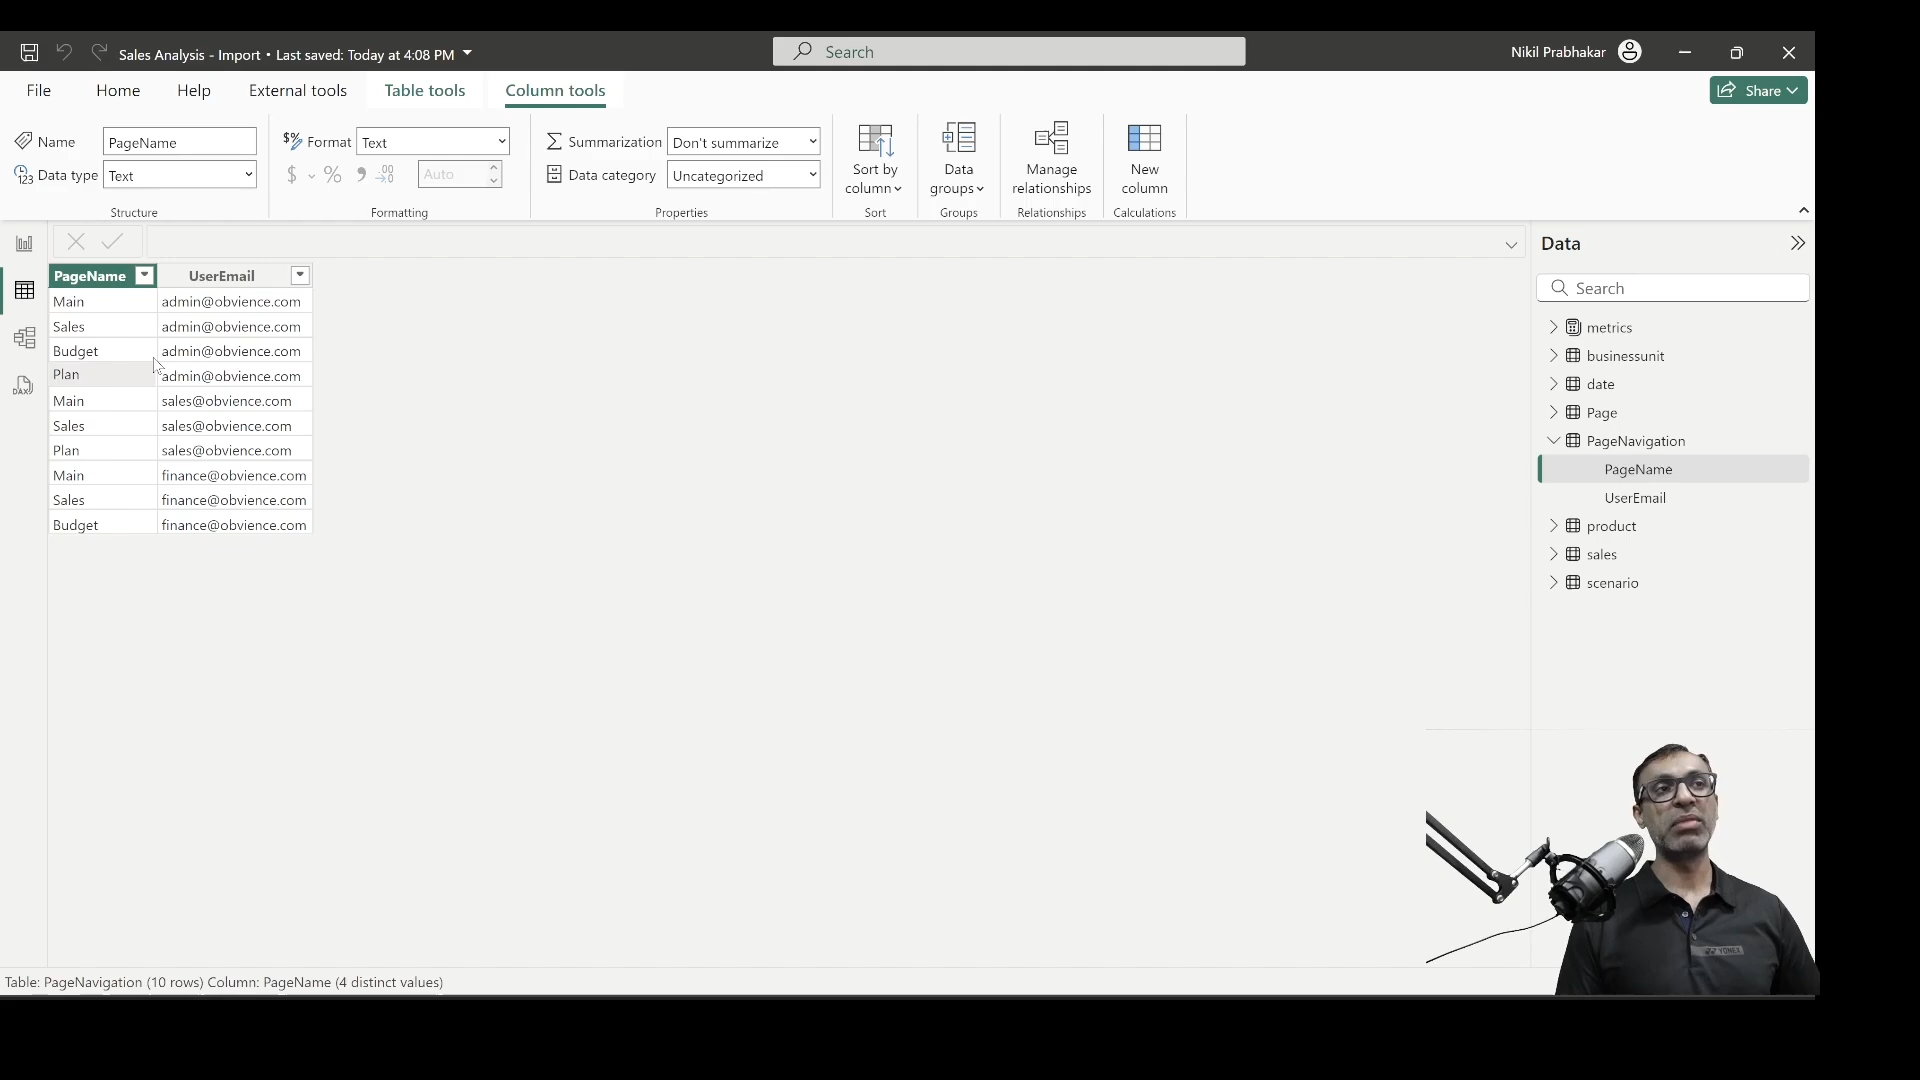 Sales Analysis - Import • Last saved: Today at 4:08 PM
Search
Nikil Prabhakar
File Home Help External tools Table tools Column tools
Share
Name PageName
Data type Text
Structure
$% Format Text
$ % , .00 Auto
Formatting
Summarization Don't summarize
Data category Uncategorized
Properties
Sort by
column
Sort
Data
groups
Groups
Manage
relationships
Relationships
New
column
Calculations
DAX
PageName UserEmail
Main admin@obvience.com
Sales admin@obvience.com
Budget admin@obvience.com
Plan admin@obvience.com
Main sales@obvience.com
Sales sales@obvience.com
Plan sales@obvience.com
Main finance@obvience.com
Sales finance@obvience.com
Budget finance@obvience.com
Data
Search
metrics
businessunit
date
Page
PageNavigation
PageName
UserEmail
product
sales
scenario
YONEX
Table: PageNavigation (10 rows) Column: PageName (4 distinct values)